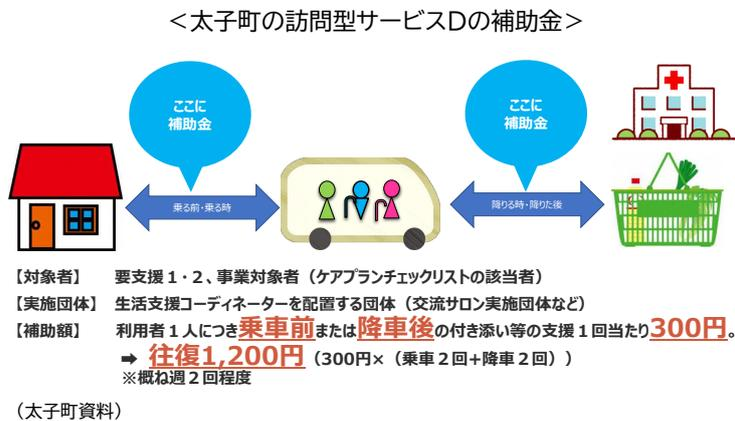 ＜太子町の訪問型サービスDの補助金＞
ここに
補助金
ここに
補助金
乗る前・乗る時
降りる時・降りた後
【対象者】　要支援１・２、事業対象者（ケアプランチェックリストの該当者）
【実施団体】　生活支援コーディネーターを配置する団体（交流サロン実施団体など）
【補助額】　利用者１人につき乗車前または降車後の付き添い等の支援１回当たり300円。
➡ 往復1,200円（300円×（乗車２回+降車２回））
※概ね週２回程度
（太子町資料）